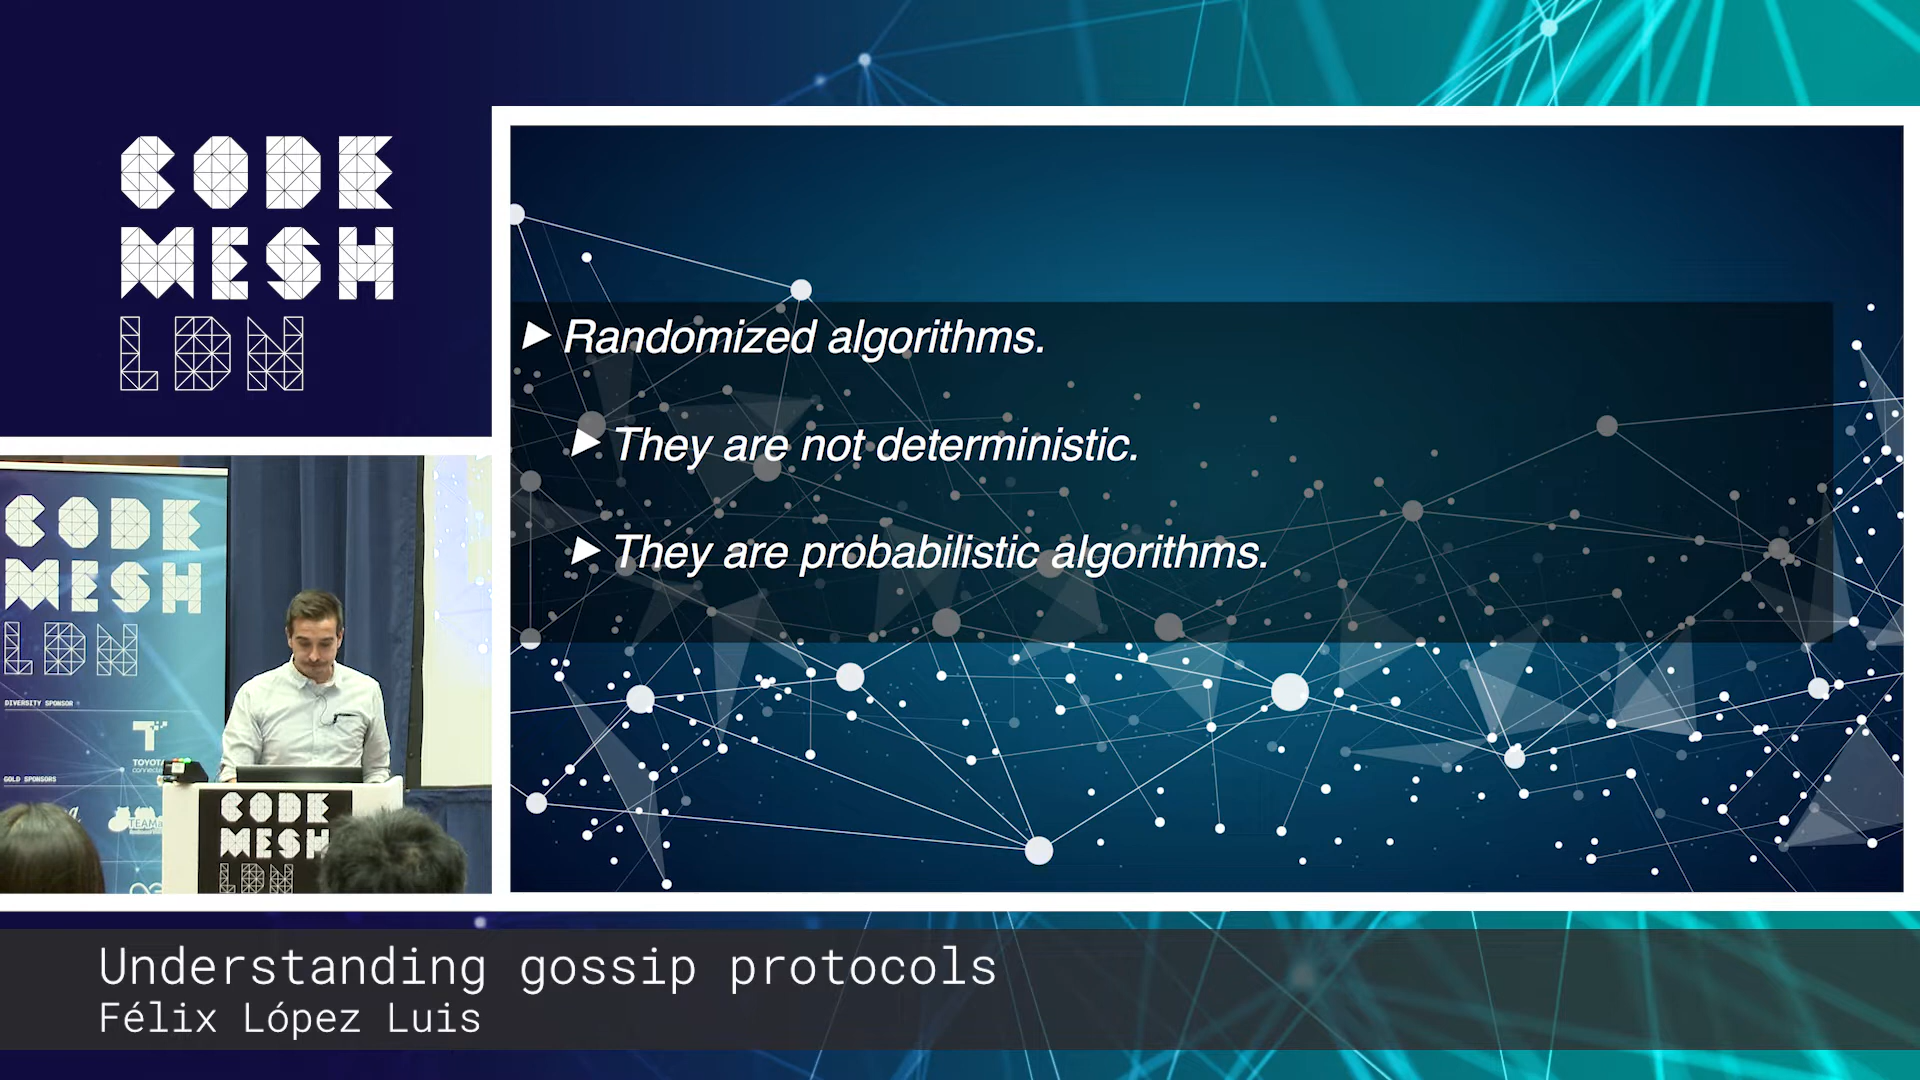 CODE
MESH
LDN
► Randomized algorithms.
► They are not deterministic.
► They are probabilistic algorithms.
CODE
MESH
LDN
DIVERSITY SPONSOR
T
TOYOTA
GOLD SPONSORS
CODE
MESH
LDN
Understanding gossip protocols
Félix López Luis